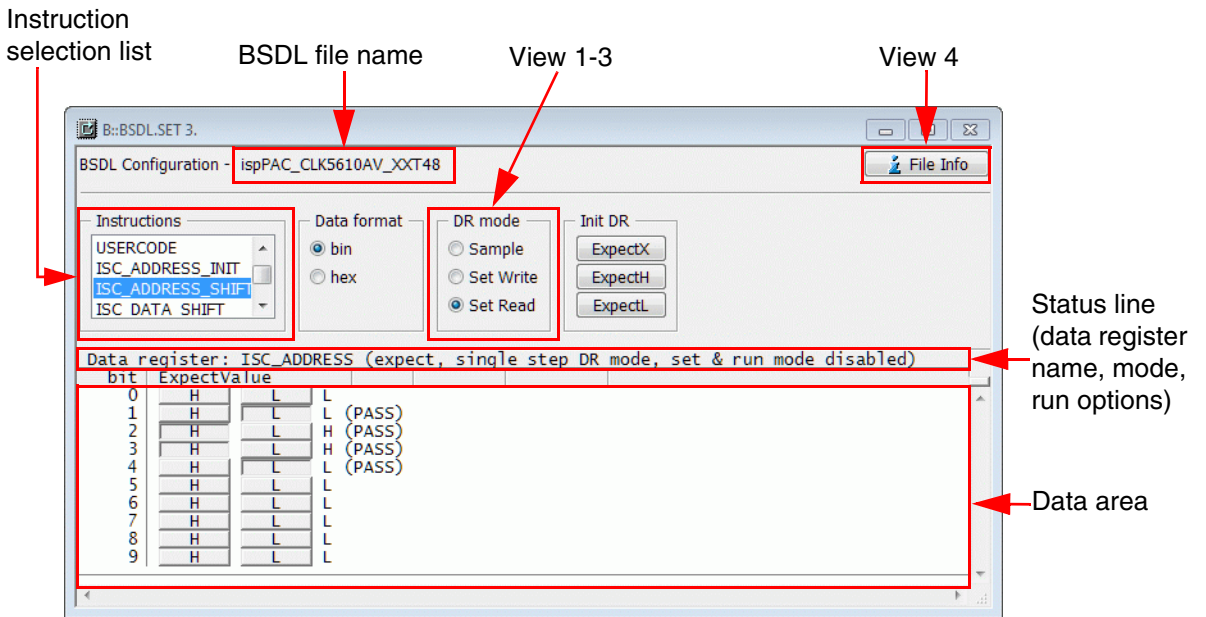 Instruction
selection list
BSDL file name
View 1-3
View 4
B::BSDL.SET 3.
BSDL Configuration - ispPAC_CLK5610AV_XXT48
File Info
Instructions
USERCODE
ISC_ADDRESS_INIT
ISC_ADDRESS_SHIFT
ISC DATA SHIFT
Data format
bin
hex
DR mode
Sample
Set Write
Set Read
Init DR
ExpectX
ExpectH
ExpectL
Data register: ISC_ADDRESS (expect, single step DR mode, set & run mode disabled)
bit ExpectValue
0 H L L
1 H L L (PASS)
2 H L H (PASS)
3 H L H (PASS)
4 H L L (PASS)
5 H L L
6 H L L
7 H L L
8 H L L
9 H L L
Status line
(data register
name, mode,
run options)
Data area